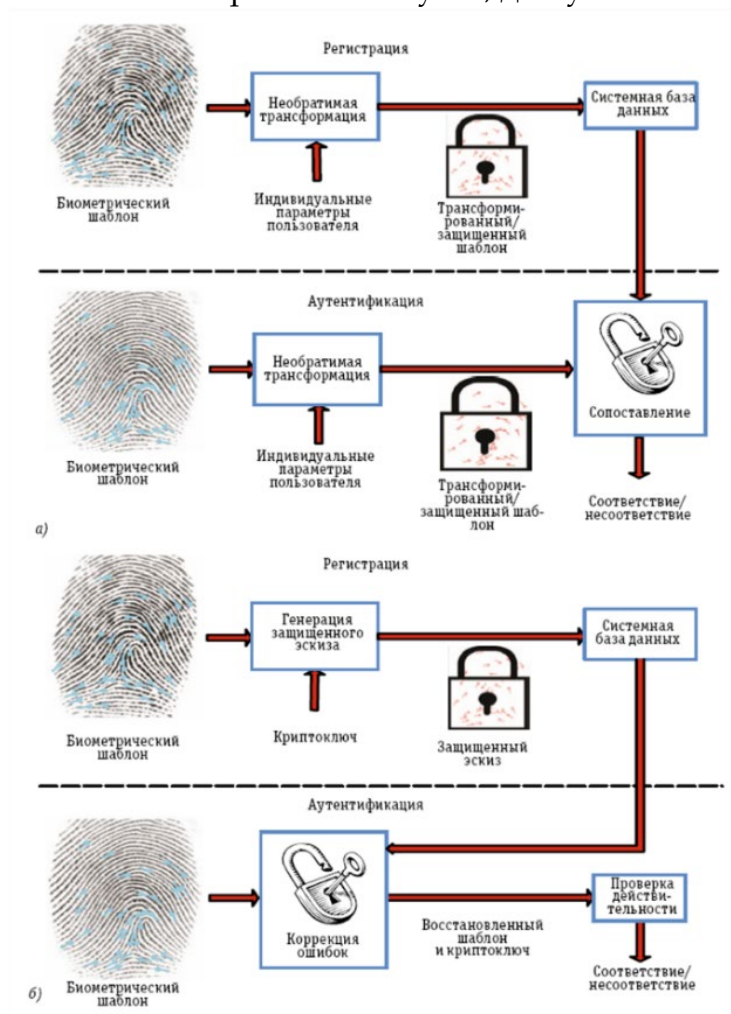 Регистрация
Необратимая
трансформация
Системная база
данных
Биометрический
шаблон
Индивидуальные
параметры
пользователя
Трансформи-
рованный/
защищенный
шаблон
Аутентификация
Необратимая
трансформация
Сопоставление
Биометрический
шаблон
Индивидуальные
параметры
пользователя
Трансформи-
рованный/
защищенный шаб-
лон
Соответствие/
несоответствие
а)
Регистрация
Генерация
защищенного
эскиза
Системная
база данных
Биометрический
шаблон
Криптоключ
Защищенный
эскиз
Аутентификация
Коррекция
ошибок
Проверка
действи-
тельности
Восстановленный
шаблон
и криптоключ
Биометрический
шаблон
Соответствие/
несоответствие
б)